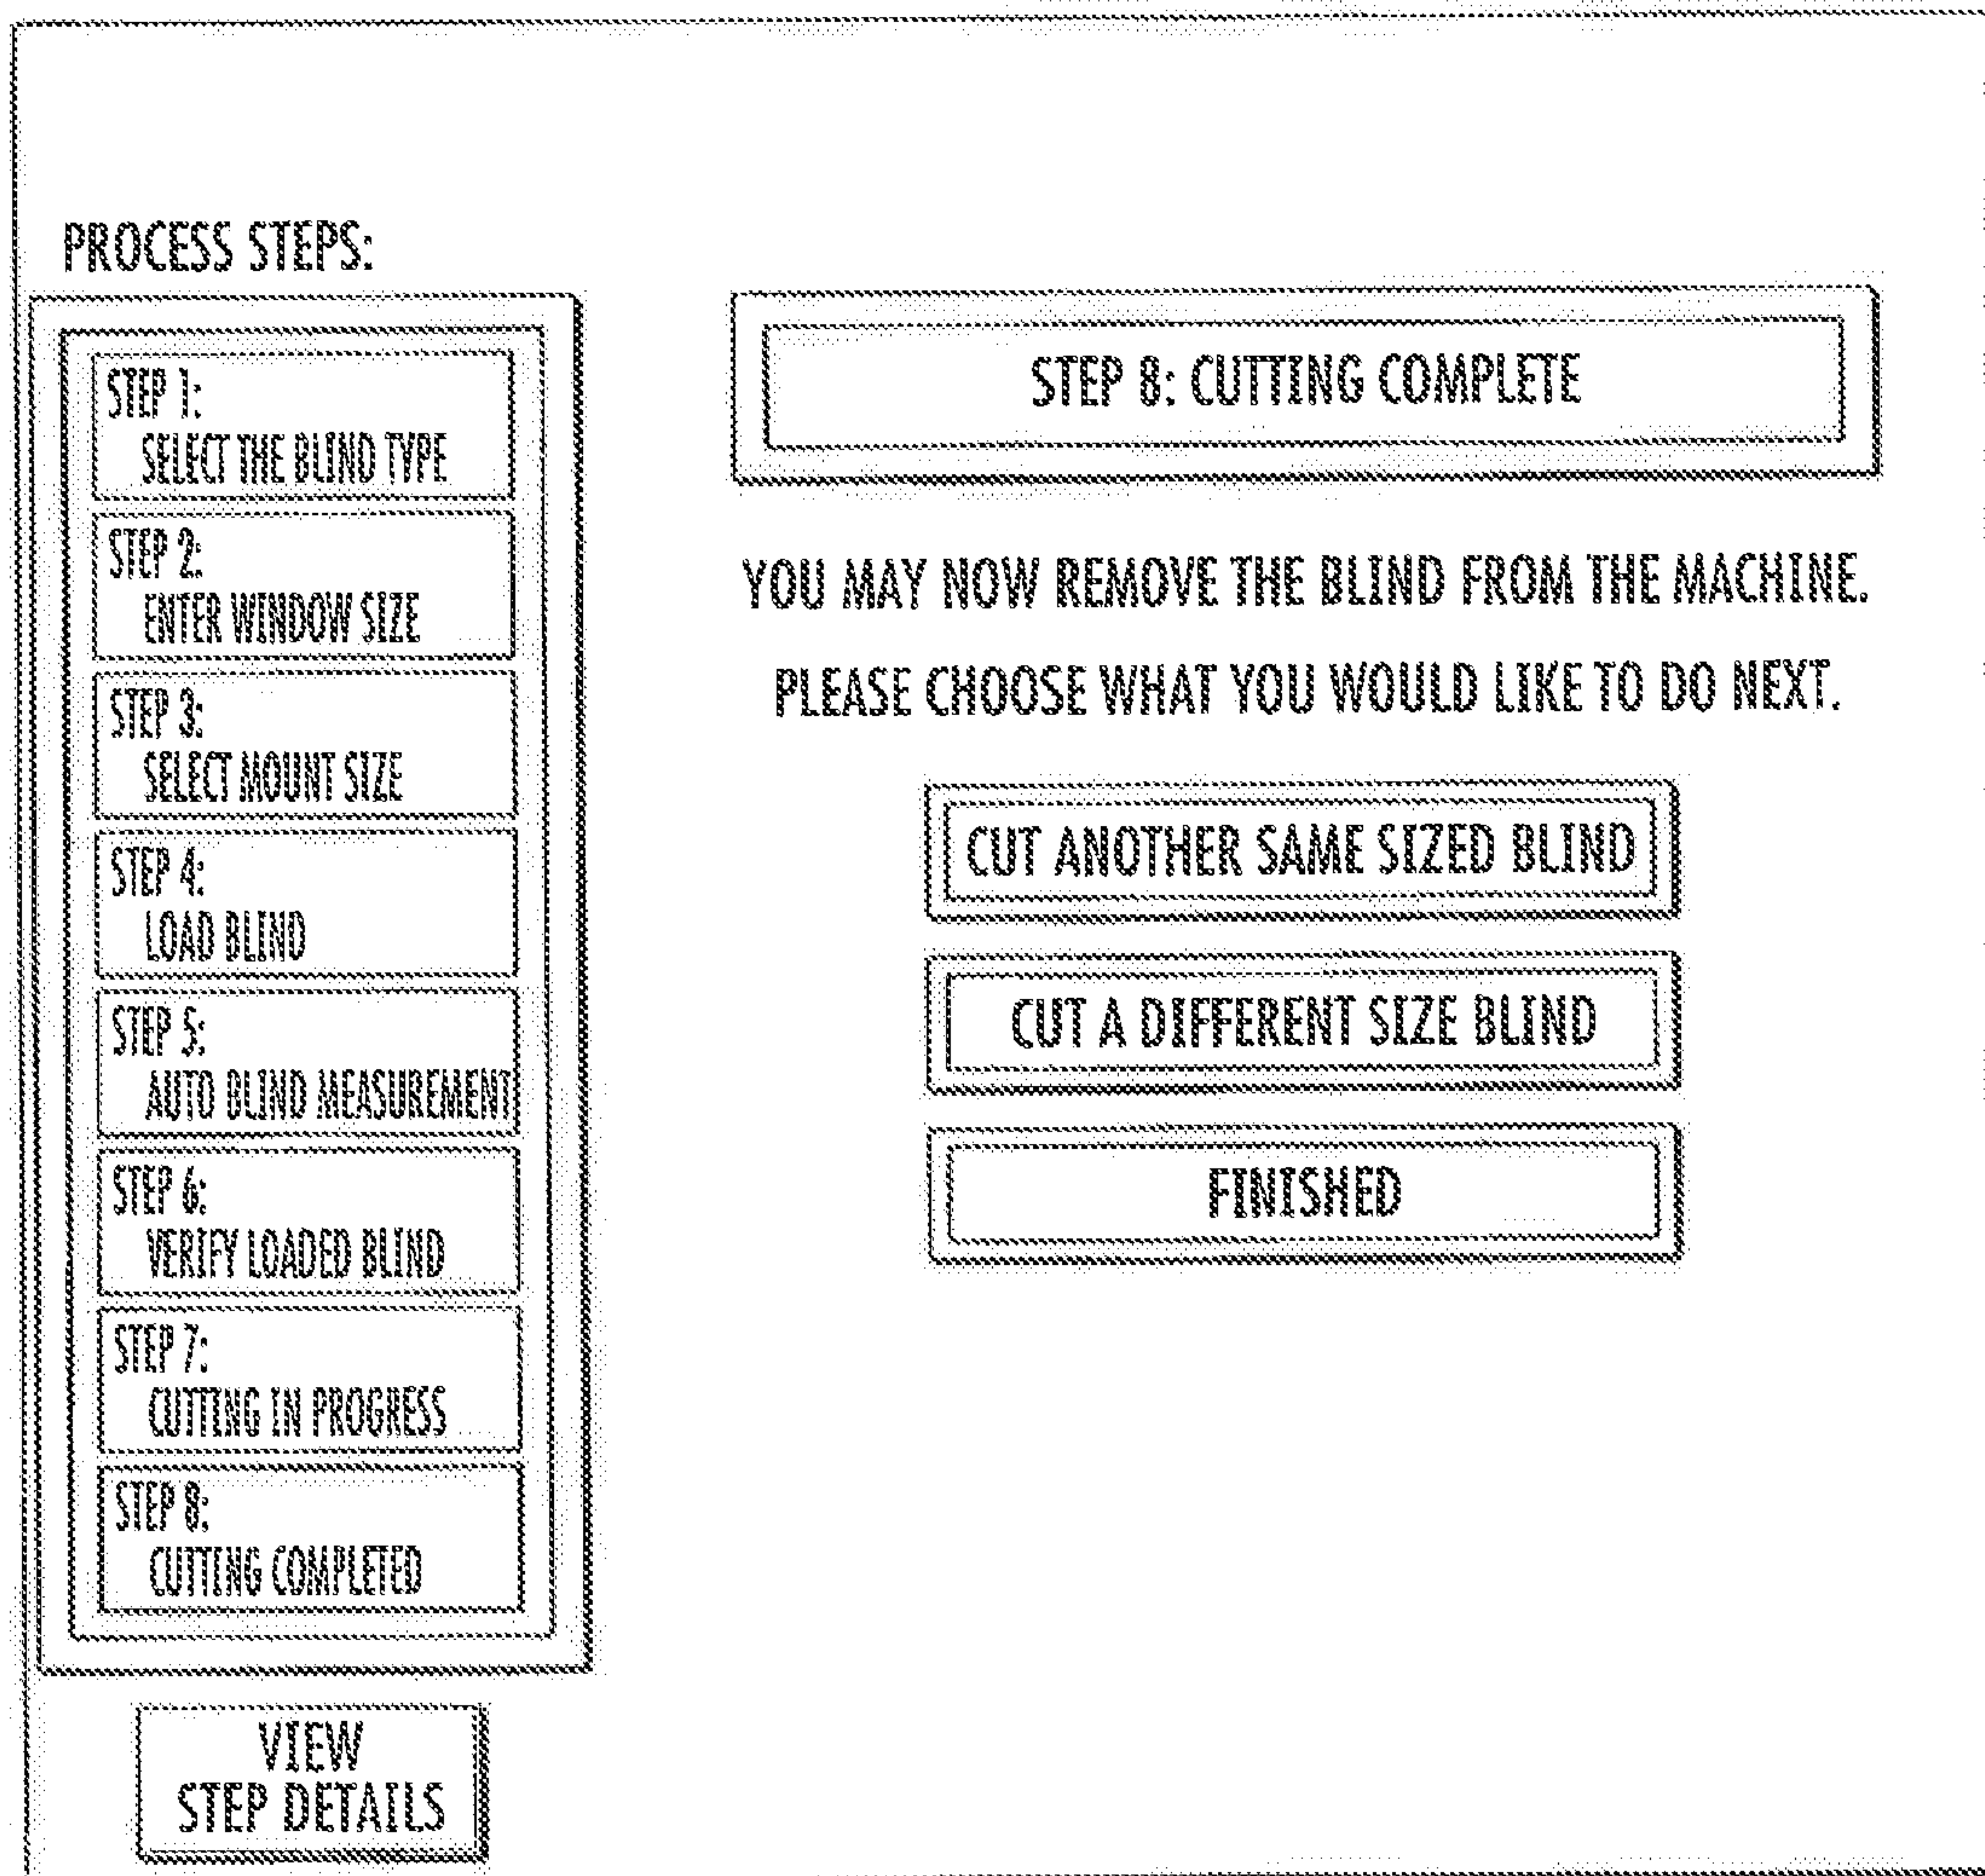 PROCESS STEPS:
STEP 1:
SELECT THE BLIND TYPE
STEP 2:
ENTER WINDOW SIZE
STEP 3:
SELECT MOUNT SIZE
STEP 4:
LOAD BLIND
STEP 5:
AUTO BLIND MEASUREMENT
STEP 6:
VERIFY LOADED BLIND
STEP 7:
CUTTING IN PROGRESS
STEP 8:
CUTTING COMPLETED
VIEW
STEP DETAILS
STEP 8: CUTTING COMPLETE
YOU MAY NOW REMOVE THE BLIND FROM THE MACHINE.
PLEASE CHOOSE WHAT YOU WOULD LIKE TO DO NEXT.
CUT ANOTHER SAME SIZED BLIND
CUT A DIFFERENT SIZE BLIND
FINISHED